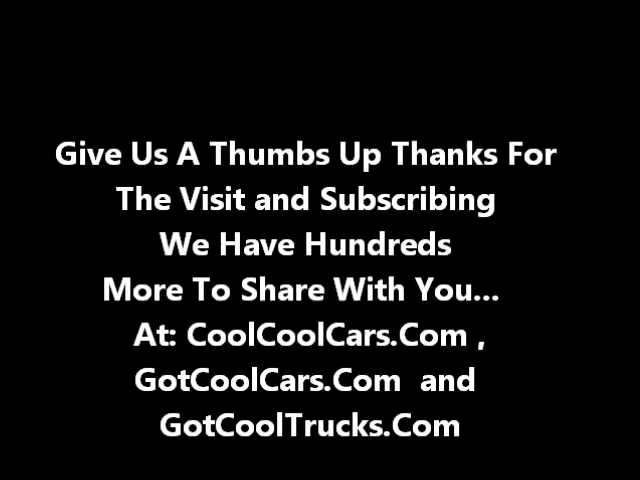 Give Us A Thumbs Up Thanks For
The Visit and Subscribing
We Have Hundreds
More To Share With You...
At: CoolCoolCars.Com ,
GotCoolCars.Com and
GotCoolTrucks.Com